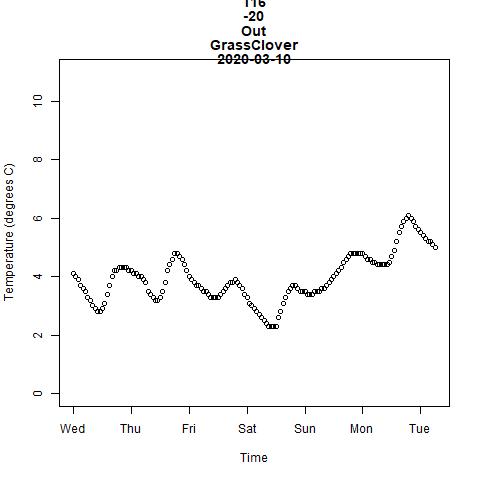 116
-20
Out
GrassClover
2020-03-10
Temperature (degrees C)
10
8
6
4
2
0
Wed
Thu
Fri
Sat
Sun
Mon
Tue
Time